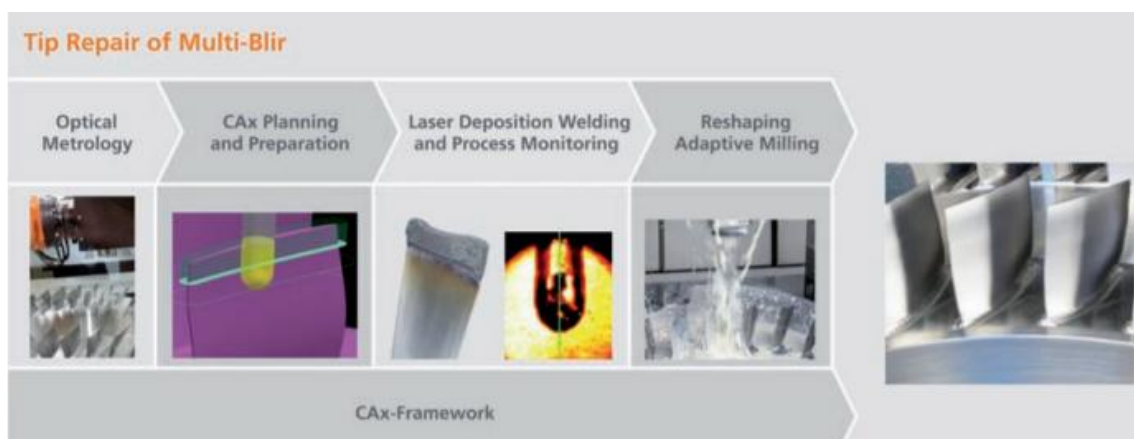 Tip Repair of Multi-Blir
Optical
Metrology
CAx Planning
and Preparation
Laser Deposition Welding
and Process Monitoring
Reshaping
Adaptive Milling
CAx-Framework